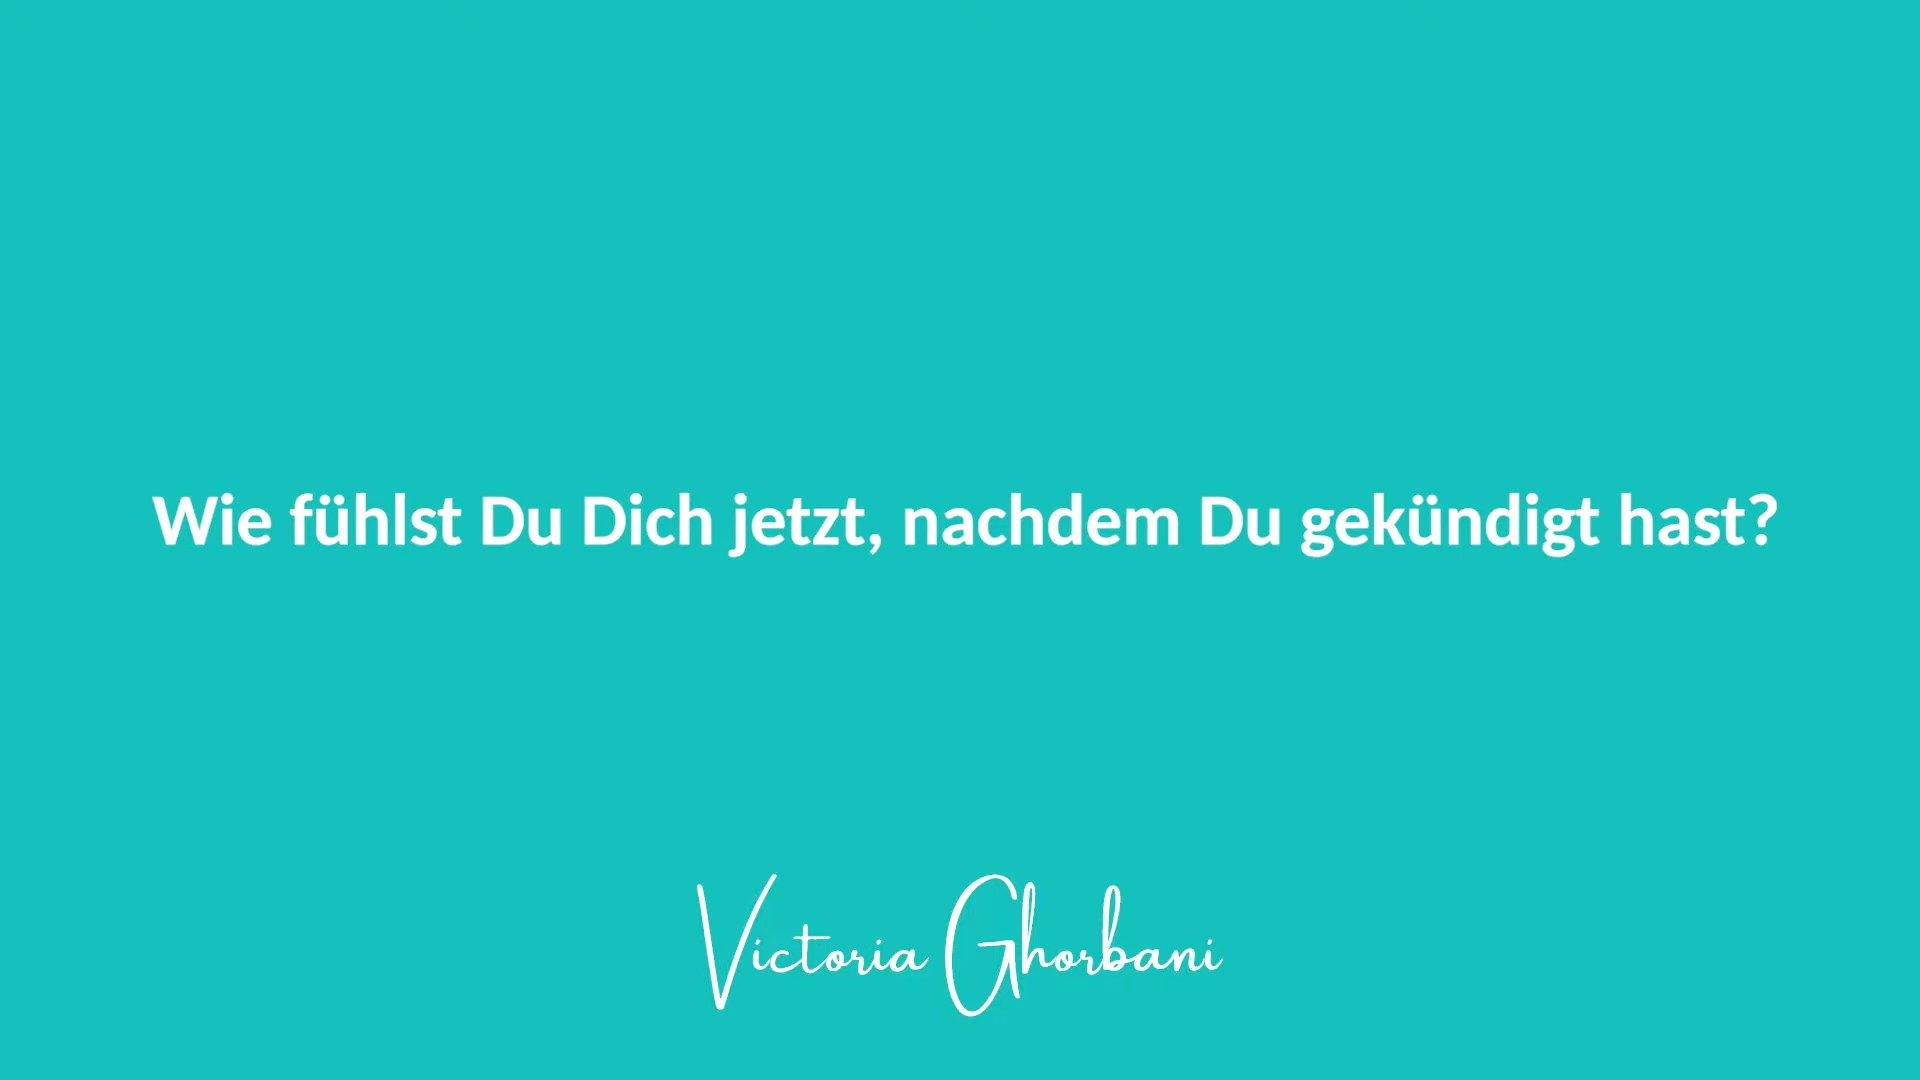 Wie fühlst Du Dich jetzt, nachdem Du gekündigt hast?
Victoria Ghorbani